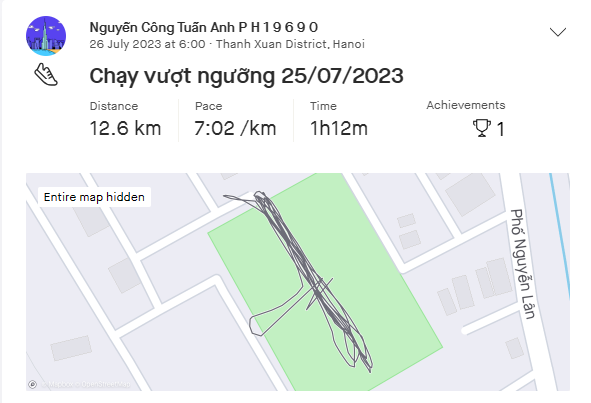 Nguyễn Công Tuấn Anh P H 1 9 6 9 0
26 July 2023 at 6:00 · Thanh Xuan District, Hanoi
Chạy vượt ngưỡng 25/07/2023
Distance
Pace
Time
Achievements
12.6 km
7:02 /km
1h12m
1
Entire map hidden
Phố Nguyễn Lân